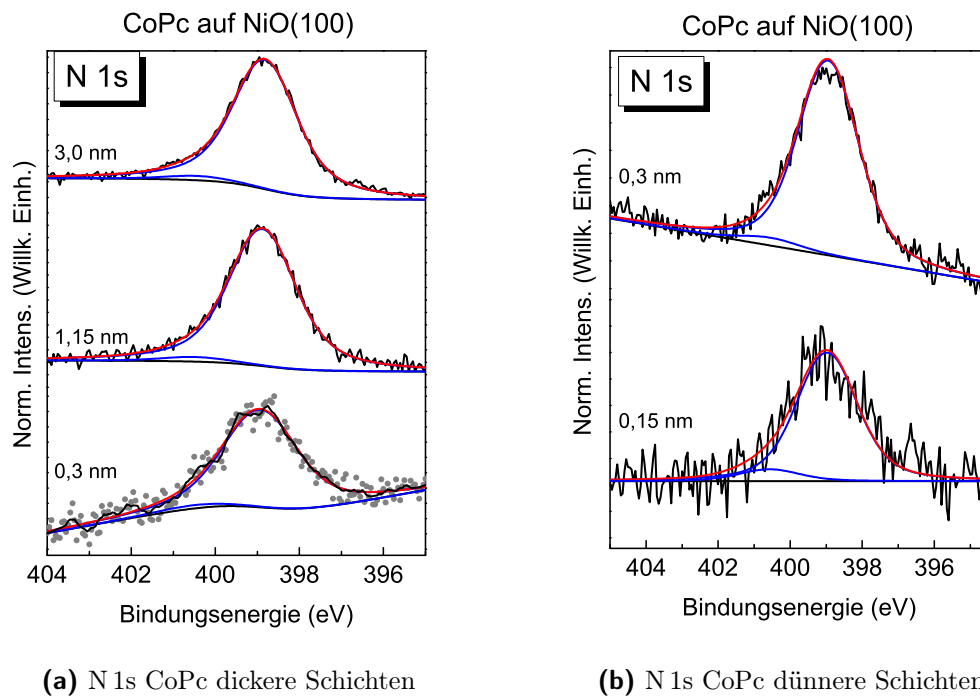 CoPc auf NiO(100)
N 1s
3,0 nm
1,15 nm
0,3 nm
Norm. Intens. (Willk. Einh.)
404 402 400 398 396
Bindungsenergie (eV)
(a) N 1s CoPc dickere Schichten
CoPc auf NiO(100)
N 1s
0,3 nm
0,15 nm
Norm. Intens. (Willk. Einh.)
404 402 400 398 396
Bindungsenergie (eV)
(b) N 1s CoPc dünnere Schichten